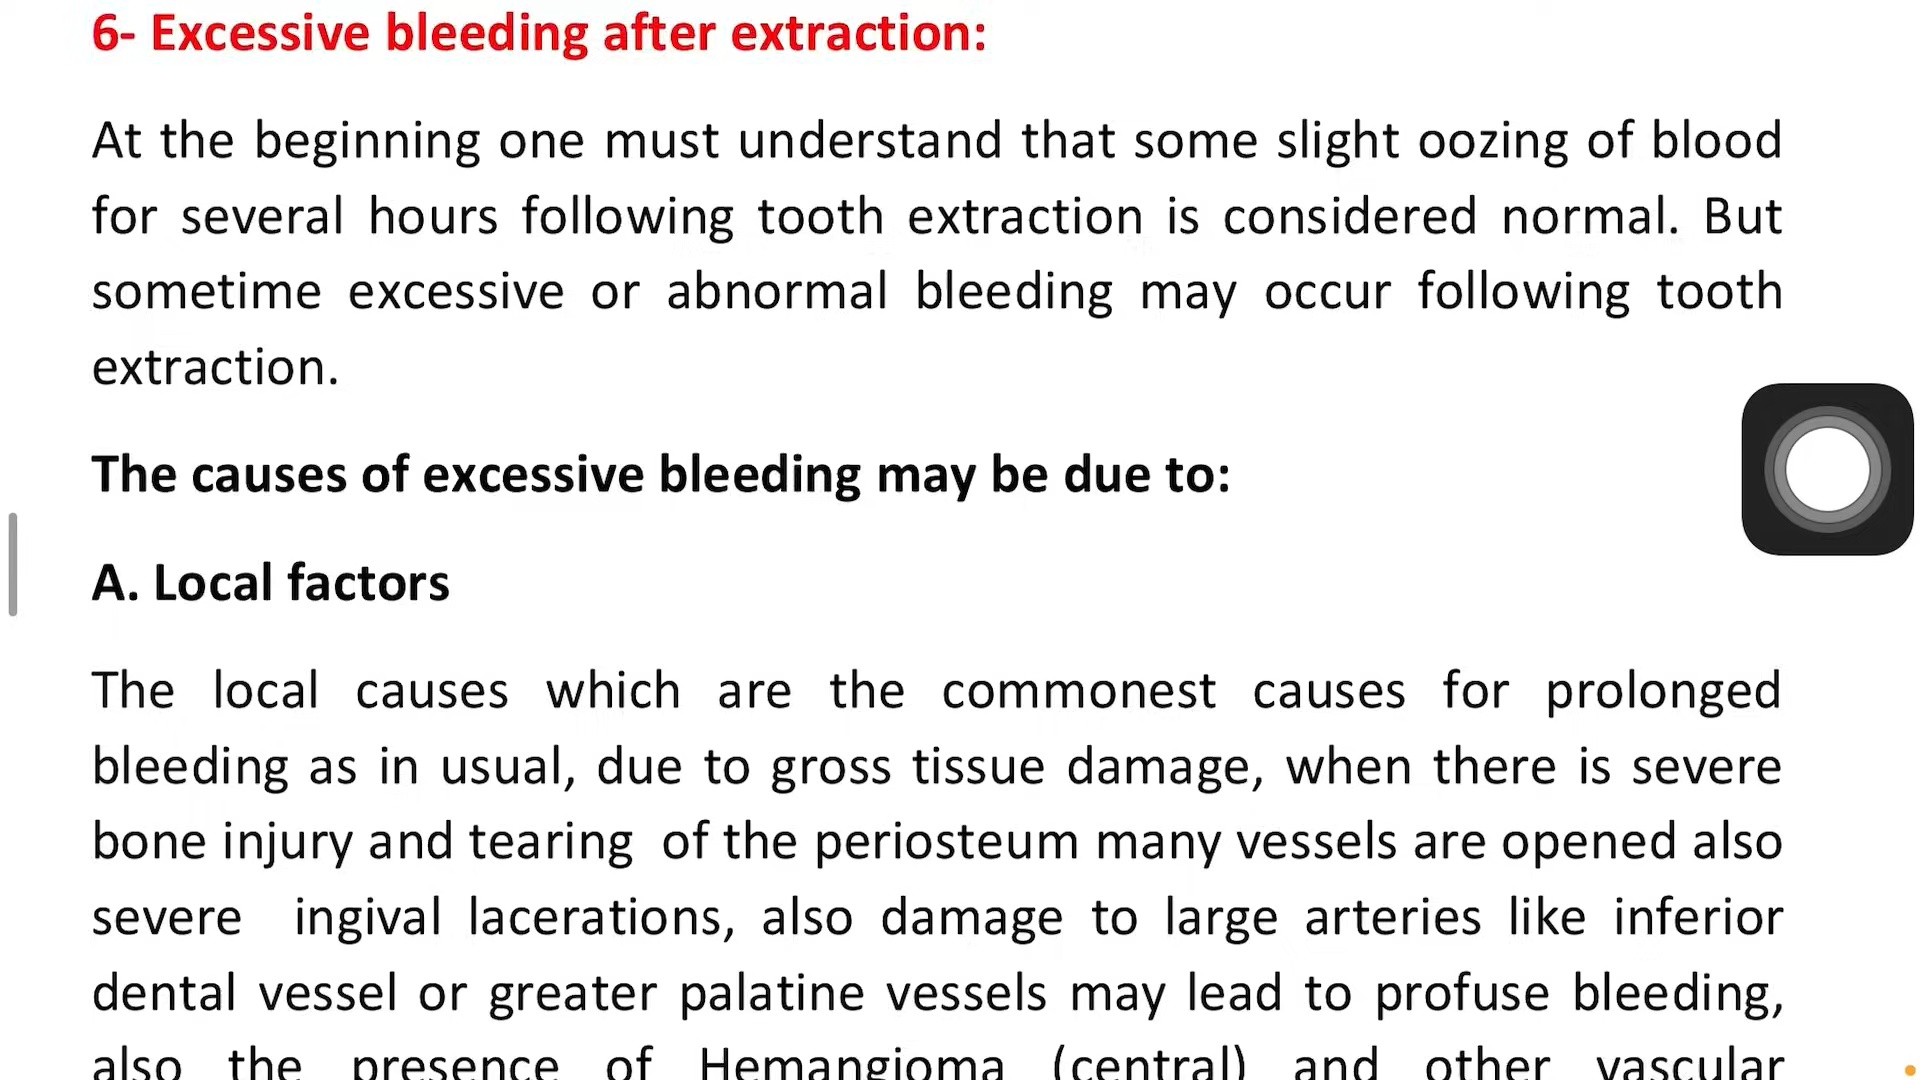 6- Excessive bleeding after extraction:
At the beginning one must understand that some slight oozing of blood
for several hours following tooth extraction is considered normal. But
sometime excessive or abnormal bleeding may occur following tooth
extraction.
The causes of excessive bleeding may be due to:
A. Local factors
The local causes which are the commonest causes for prolonged
bleeding as in usual, due to gross tissue damage, when there is severe
bone injury and tearing of the periosteum many vessels are opened also
severe ingival lacerations, also damage to large arteries like inferior
dental vessel or greater palatine vessels may lead to profuse bleeding,
also the presence of Hemangioma (central) and other vascular